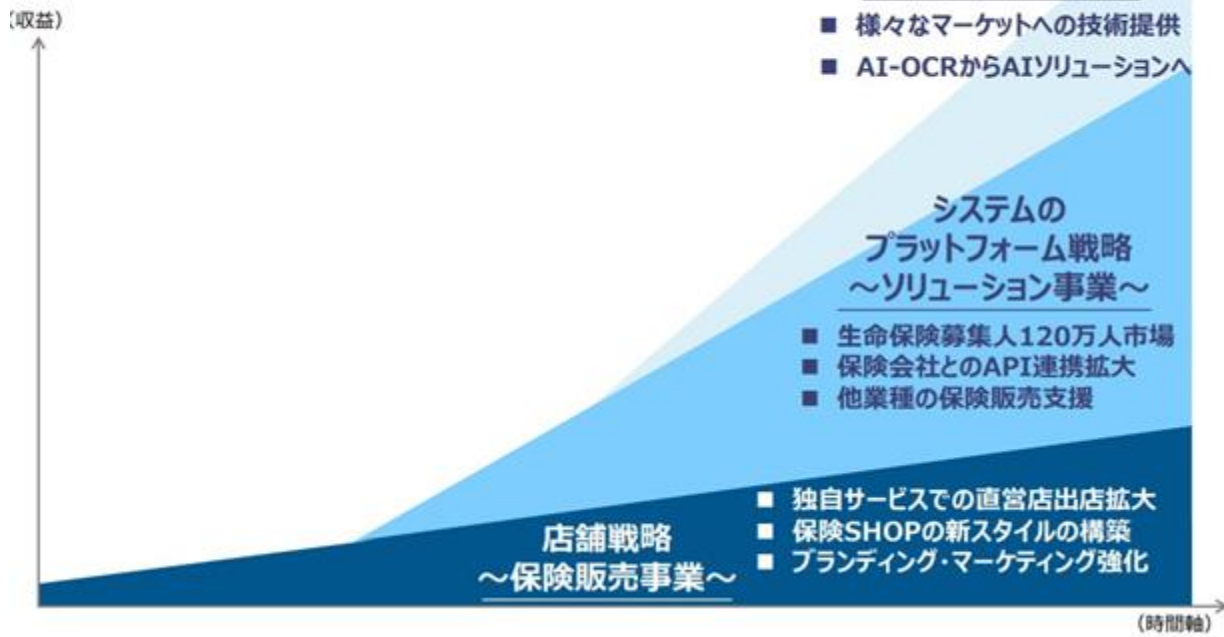 (収益)
■ 様々なマーケットへの技術提供
■ AI-OCRからAIソリューションへ
システムの
プラットフォーム戦略
～ソリューション事業～
■ 生命保険募集人120万人市場
■ 保険会社とのAPI連携拡大
■ 他業種の保険販売支援
店舗戦略
～保険販売事業～
■ 独自サービスでの直営店出店拡大
■ 保険SHOPの新スタイルの構築
■ ブランディング・マーケティング強化
(時間軸)